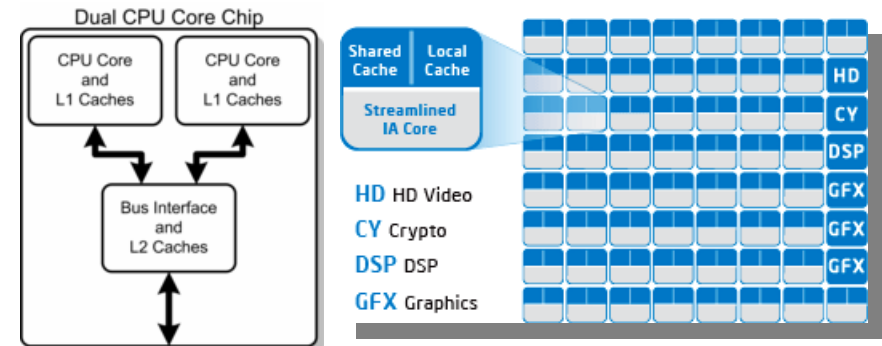 Dual CPU Core Chip
CPU Core
and
L1 Caches
CPU Core
and
L1 Caches
Bus Interface
and
L2 Caches
Shared
Cache
Local
Cache
Streamlined
IA Core
HD HD Video
CY Crypto
DSP DSP
GFX Graphics
HD
CY
DSP
GFX
GFX
GFX